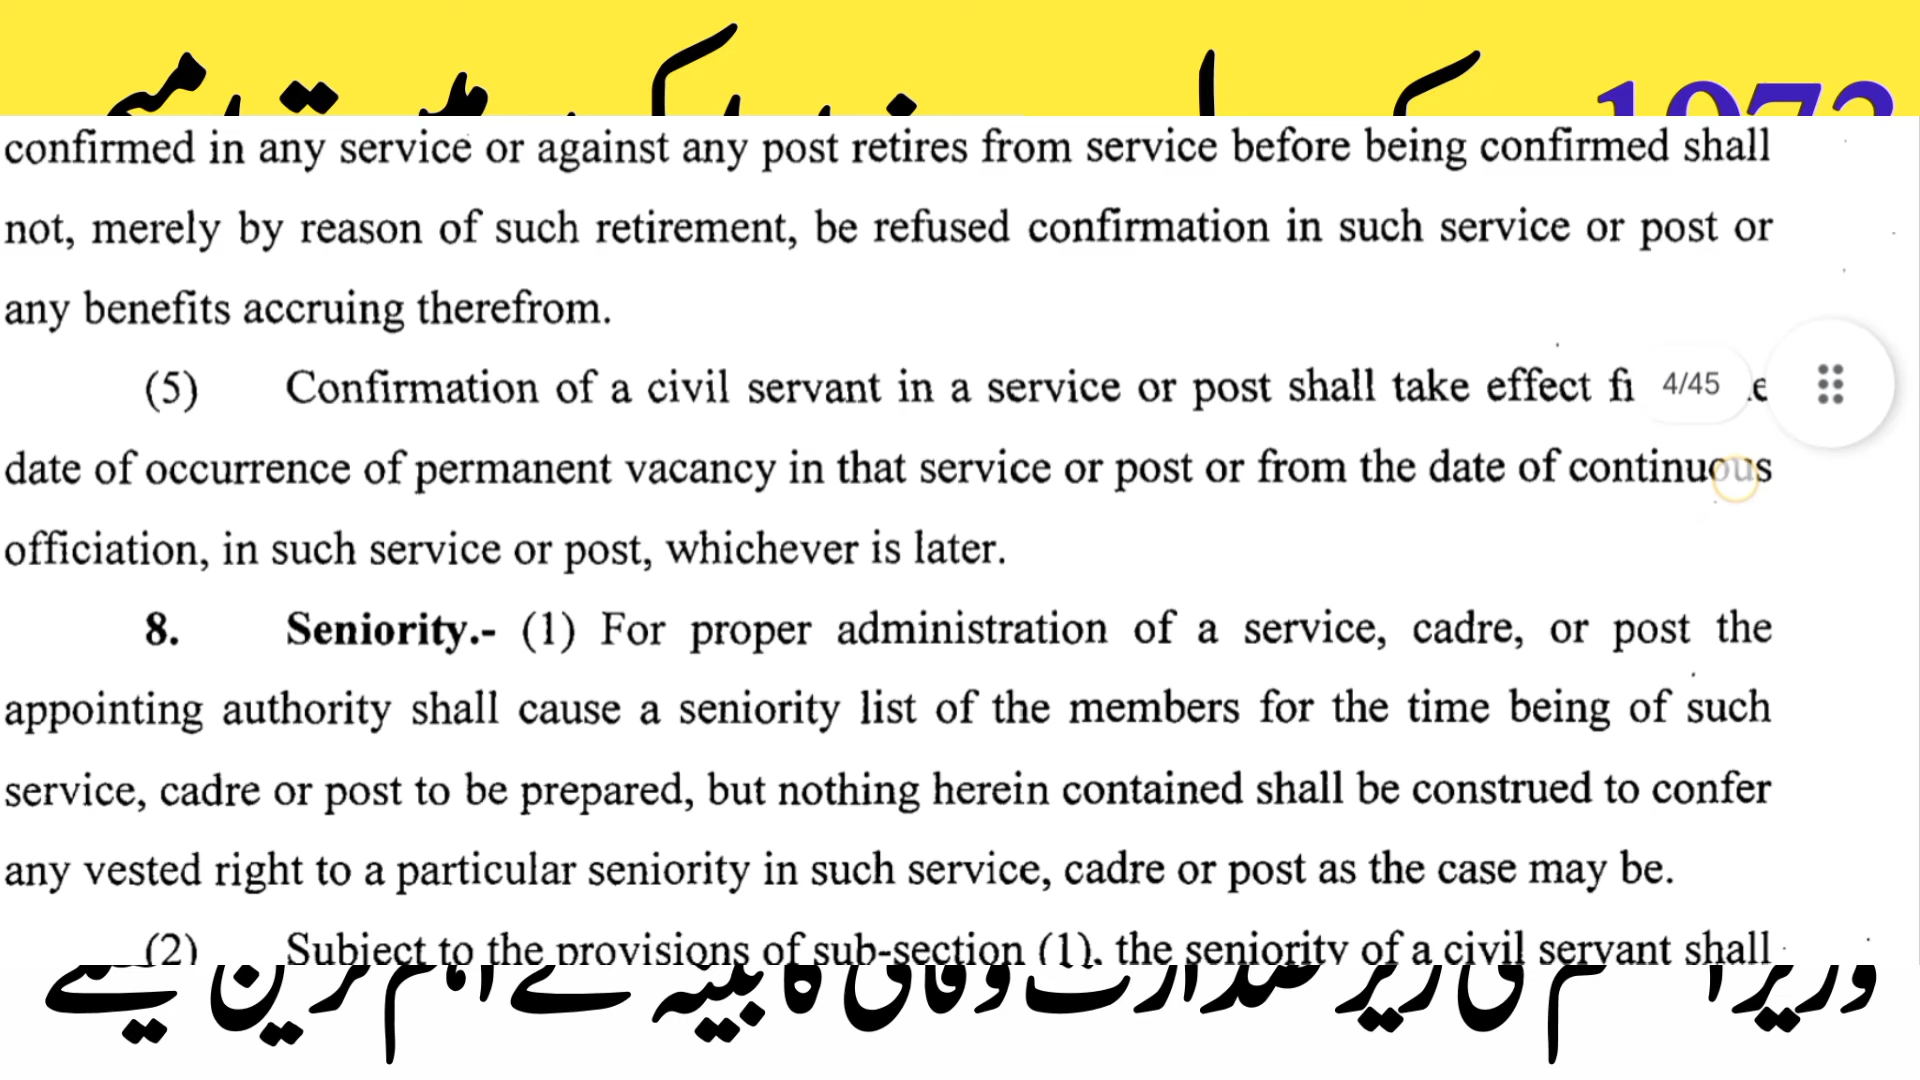 1973
confirmed in any service or against any post retires from service before being confirmed shall
not, merely by reason of such retirement, be refused confirmation in such service or post or
any benefits accruing therefrom.
(5) Confirmation of a civil servant in a service or post shall take effect
4/45
date of occurrence of permanent vacancy in that service or post or from the date of continuous
officiation, in such service or post, whichever is later.
8. Seniority.- (1) For proper administration of a service, cadre, or post the
appointing authority shall cause a seniority list of the members for the time being of such
service, cadre or post to be prepared, but nothing herein contained shall be construed to confer
any vested right to a particular seniority in such service, cadre or post as the case may be.
(2) Subject to the provisions of sub-section (1), the seniority of a civil servant shall
وزیراعظم کی زیر صدارت وفاقی کابینہ کے اہم ترین فیصلے